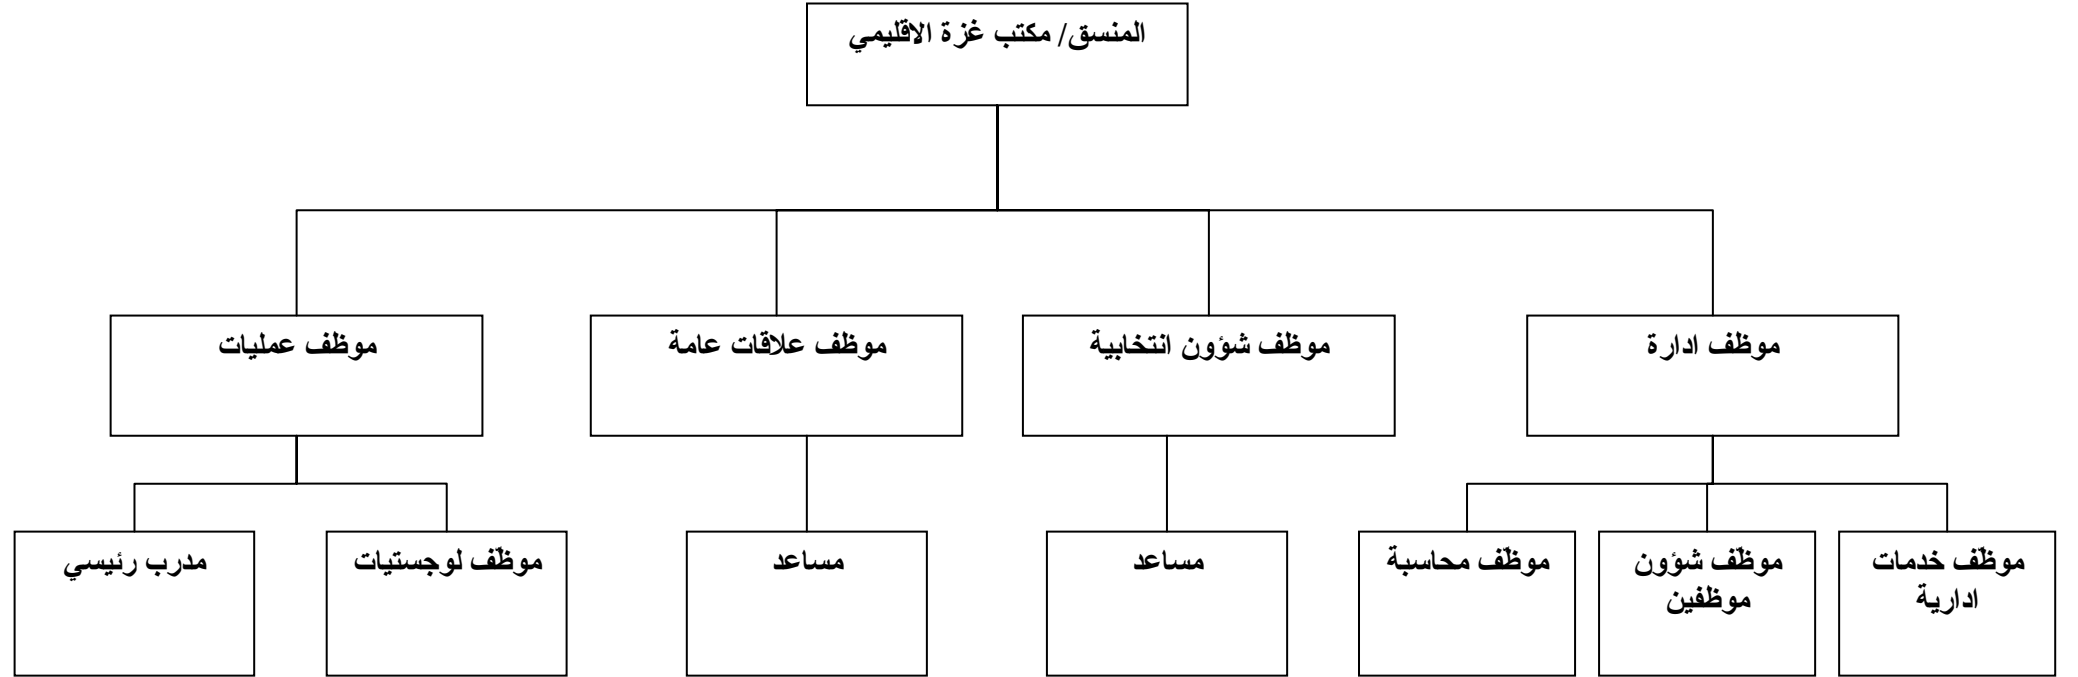 المنسق/ مكتب غزة الاقليمي
موظف ادارة
موظف شؤون انتخابية
موظف علاقات عامة
موظف عمليات
موظف خدمات
ادارية
موظف شؤون
موظفين
موظف محاسبة
مساعد
مساعد
موظف لوجستيات
مدرب رئيسي